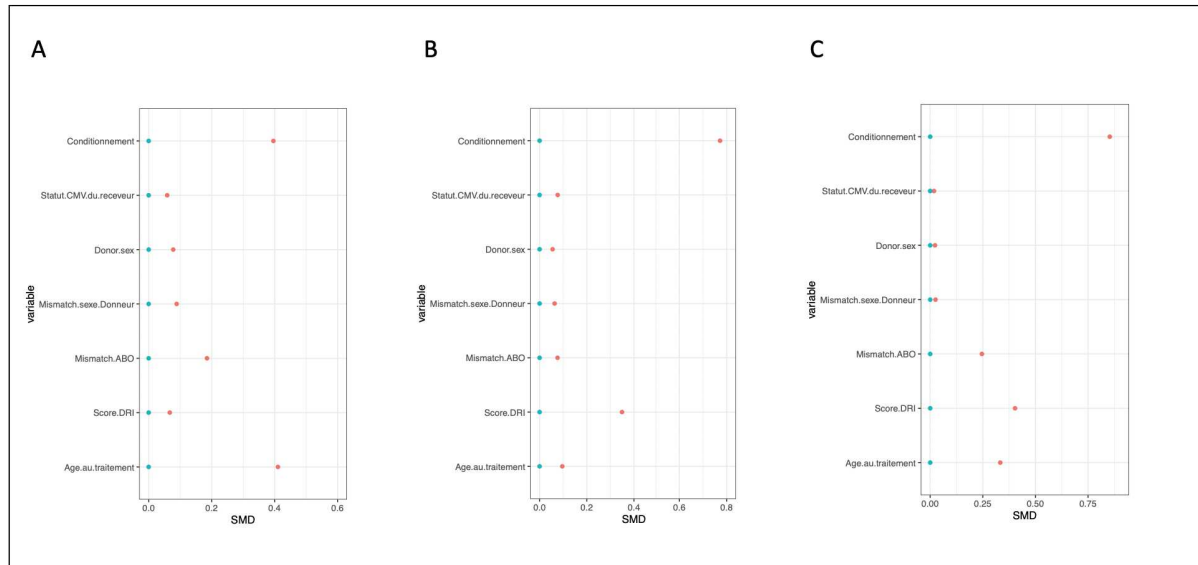 A
B
C
variable
Conditionnement
Statut.CMV.du.receveur
Donor.sex
Mismatch.sexe.Donneur
Mismatch.ABO
Score.DRI
Age.au.traitement
0.0 0.2 0.4 0.6
SMD
variable
Conditionnement
Statut.CMV.du.receveur
Donor.sex
Mismatch.sexe.Donneur
Mismatch.ABO
Score.DRI
Age.au.traitement
0.0 0.2 0.4 0.6 0.8
SMD
variable
Conditionnement
Statut.CMV.du.receveur
Donor.sex
Mismatch.sexe.Donneur
Mismatch.ABO
Score.DRI
Age.au.traitement
0.00 0.25 0.50 0.75
SMD